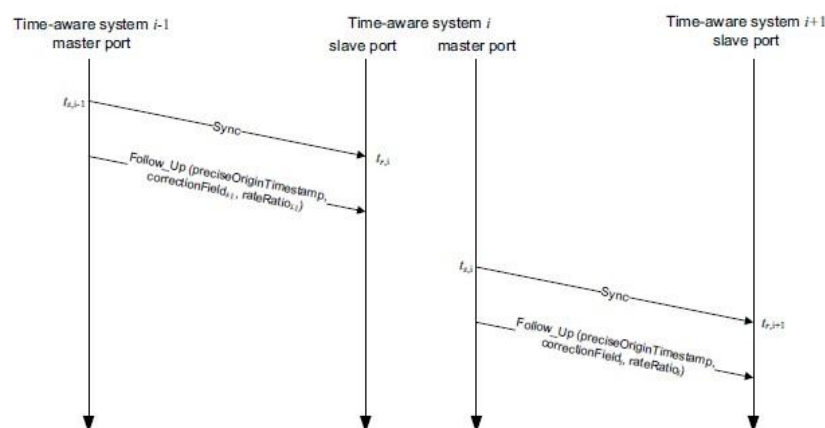 Time-aware system i-1
master port
Time-aware system i
slave port
master port
Time-aware system i+1
slave port
ts,i-1
Sync
tr,i
Follow_Up (preciseOriginTimestamp,
correctionFieldi-1, rateRatioi-1)
ts,i
Sync
tr,i+1
Follow_Up (preciseOriginTimestamp,
correctionFieldi, rateRatioi)